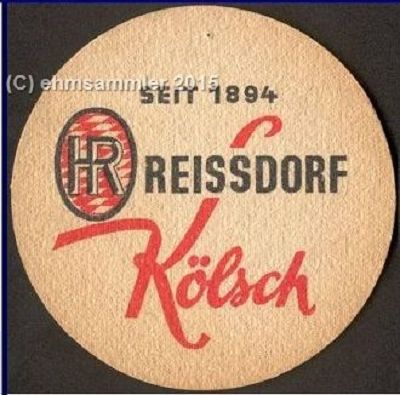 (C) ehmsammler 2015
SEIT 1894
HR REISSDORF
Kölsch